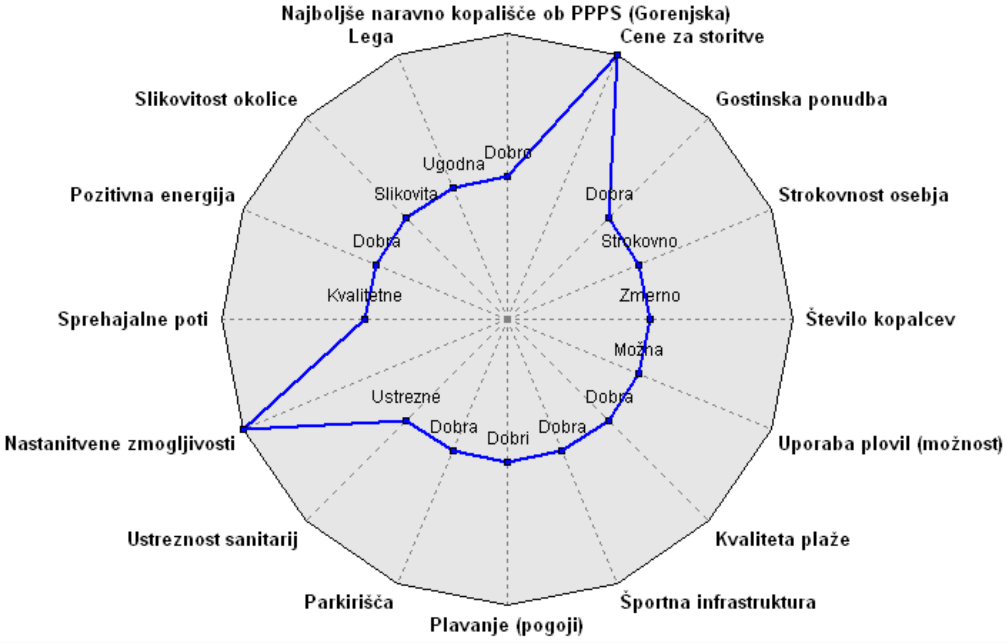 Najboljše naravno kopališče ob PPPS (Gorenjska)
Lega
Cene za storitve
Slikovitost okolice
Gostinska ponudba
Dobro
Ugodna
Pozitivna energija
Slikovita
Dobra
Strokovnost osebja
Dobra
Strokovno
Kvalitetne
Zmerno
Sprehajalne poti
Število kopalcev
Možna
Ustrezne
Dobra
Nastanitvene zmogljivosti
Dobra
Dobri
Dobra
Uporaba plovil (možnost)
Ustreznost sanitarij
Kvaliteta plaže
Parkirišča
Športna infrastruktura
Plavanje (pogoji)